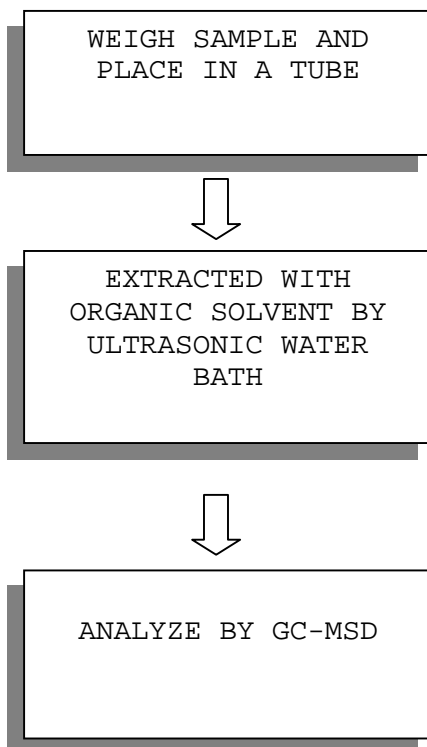 WEIGH SAMPLE AND
PLACE IN A TUBE
EXTRACTED WITH
ORGANIC SOLVENT BY
ULTRASONIC WATER
BATH
ANALYZE BY GC-MSD